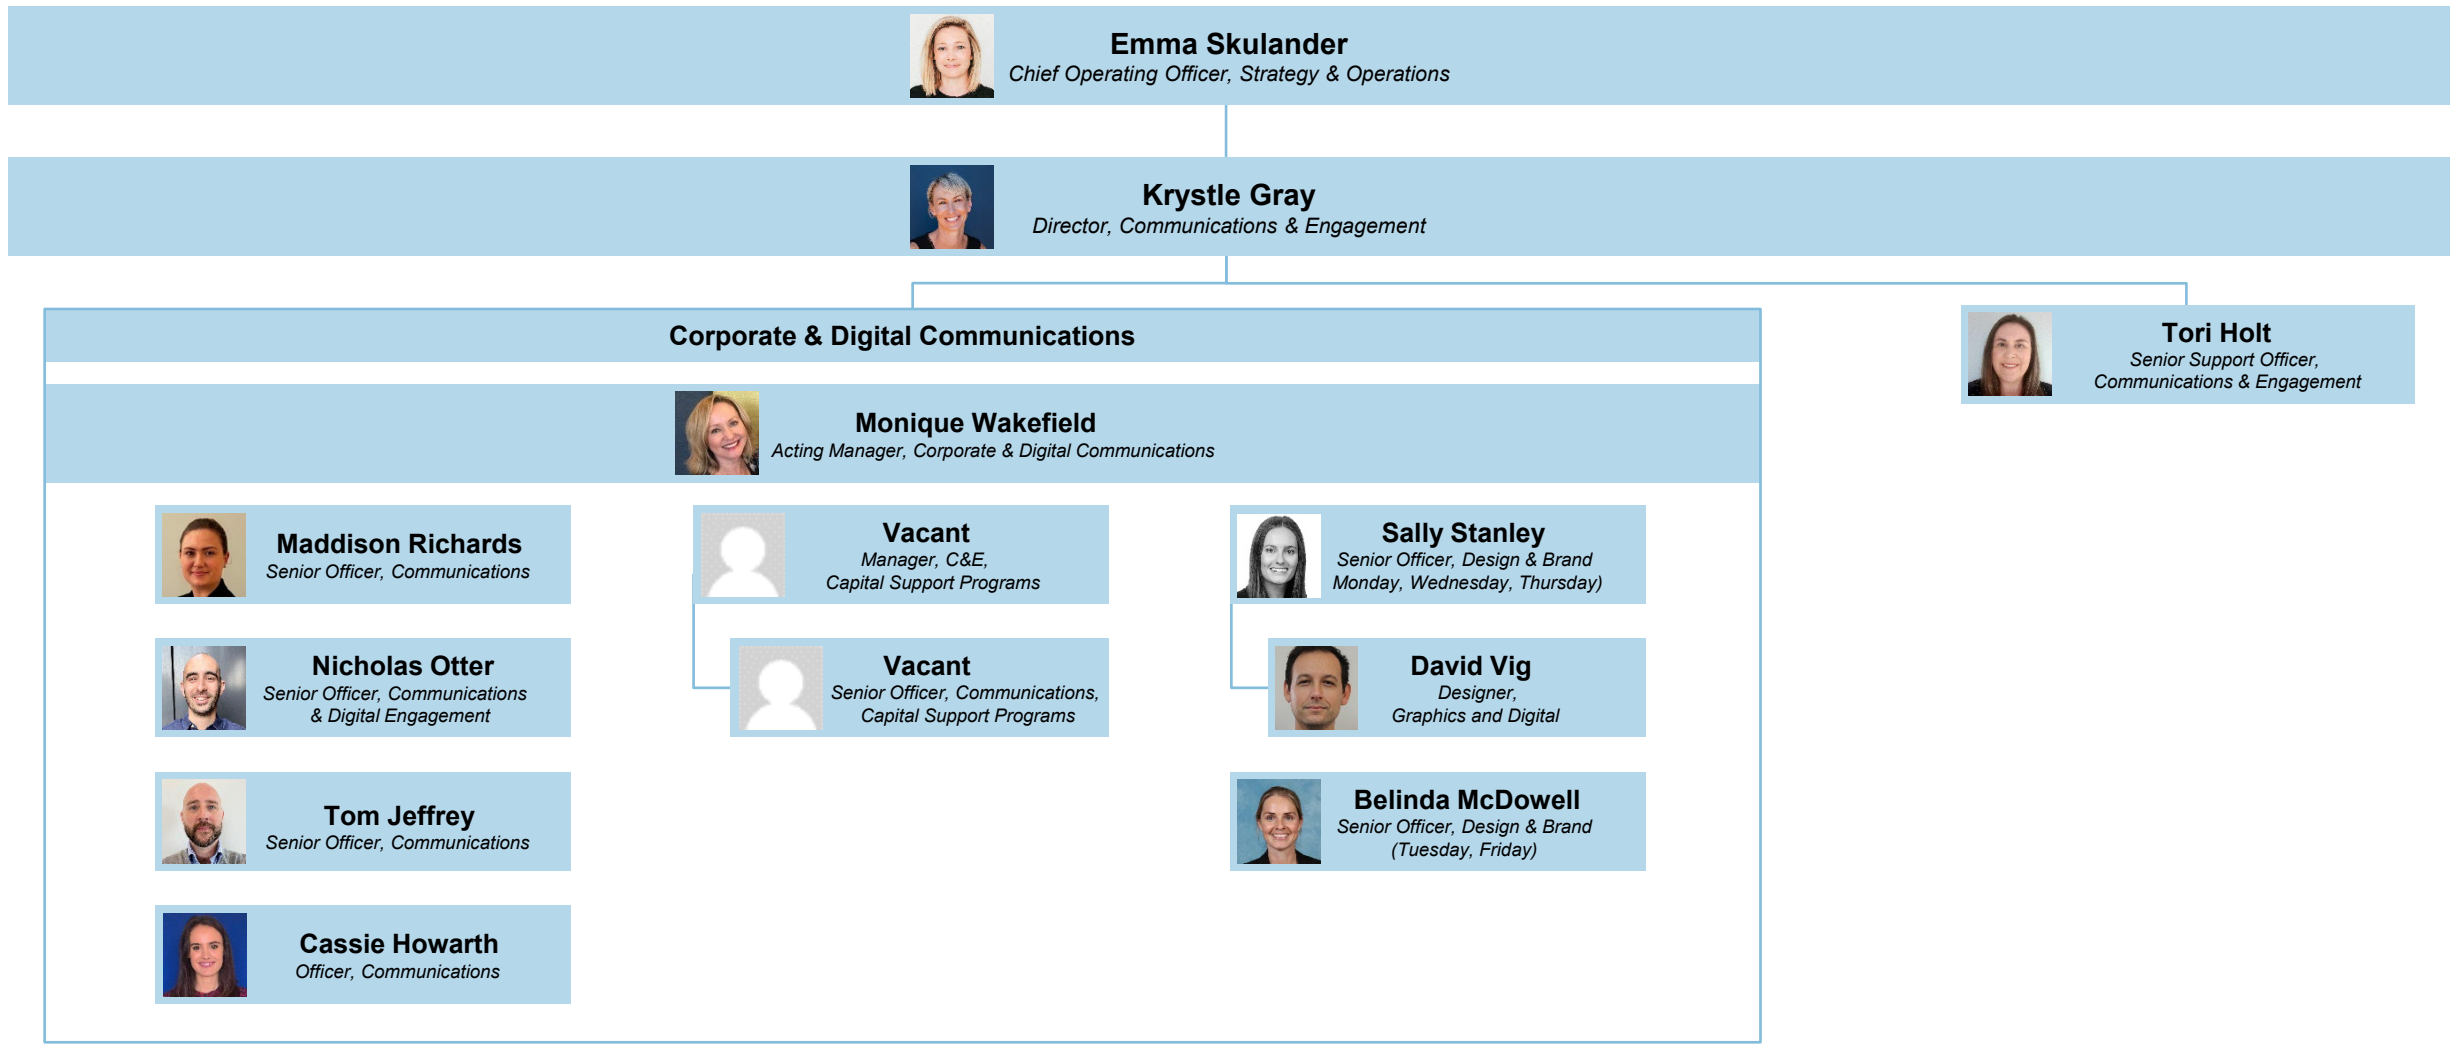 Emma Skulander
Chief Operating Officer, Strategy & Operations
Krystle Gray
Director, Communications & Engagement
Corporate & Digital Communications
Monique Wakefield
Acting Manager, Corporate & Digital Communications
Maddison Richards
Senior Officer, Communications
Nicholas Otter
Senior Officer, Communications
& Digital Engagement
Tom Jeffrey
Senior Officer, Communications
Cassie Howarth
Officer, Communications
Vacant
Manager, C&E,
Capital Support Programs
Vacant
Senior Officer, Communications,
Capital Support Programs
Sally Stanley
Senior Officer, Design & Brand
Monday, Wednesday, Thursday)
David Vig
Designer,
Graphics and Digital
Belinda McDowell
Senior Officer, Design & Brand
(Tuesday, Friday)
Tori Holt
Senior Support Officer,
Communications & Engagement